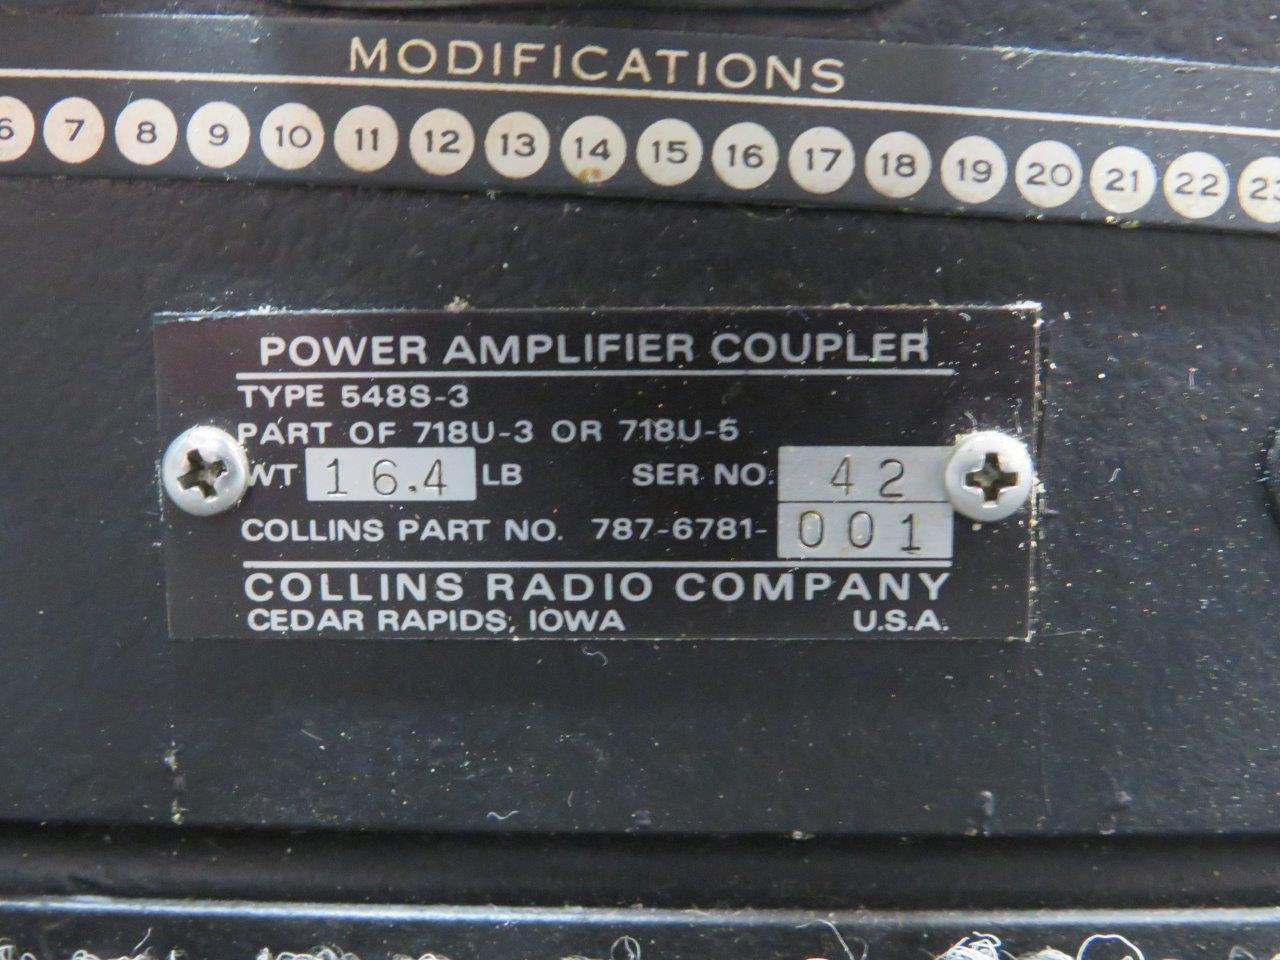 MODIFICATIONS
6 7 8 9 10 11 12 13 14 15 16 17 18 19 20 21 22
POWER AMPLIFIER COUPLER
TYPE 548S-3
PART OF 718U-3 OR 718U-5
WT 16.4 LB SER NO. 42
COLLINS PART NO. 787-6781-001
COLLINS RADIO COMPANY
CEDAR RAPIDS, IOWA U.S.A.